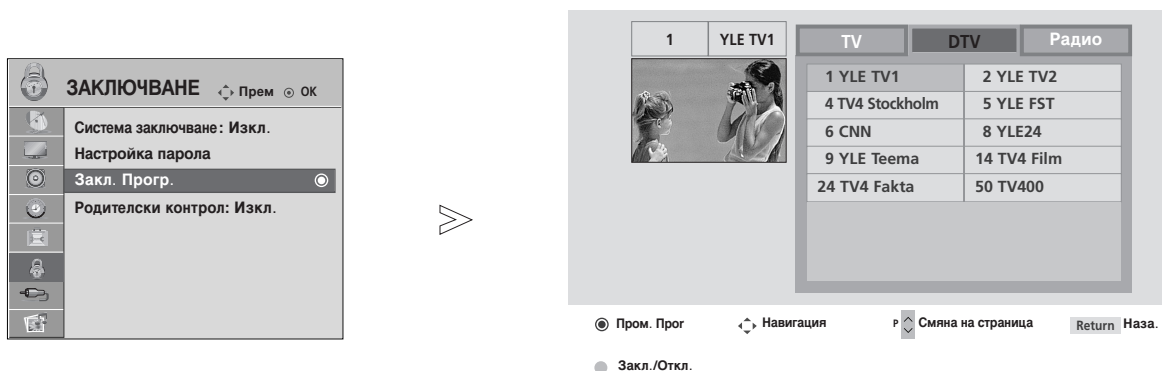 ЗАКЛЮЧВАНЕ Прем OK
Система заключване: Изкл.
Настройка парола
Закл. Прогр.
Родителски контрол: Изкл.
1 YLE TV1
TV DTV Радио
1 YLE TV1 2 YLE TV2
4 TV4 Stockholm 5 YLE FST
6 CNN 8 YLE24
9 YLE Teema 14 TV4 Film
24 TV4 Fakta 50 TV400
Пром. Прог Навигация P Смяна на страница Return Наза.
Закл./Откл.